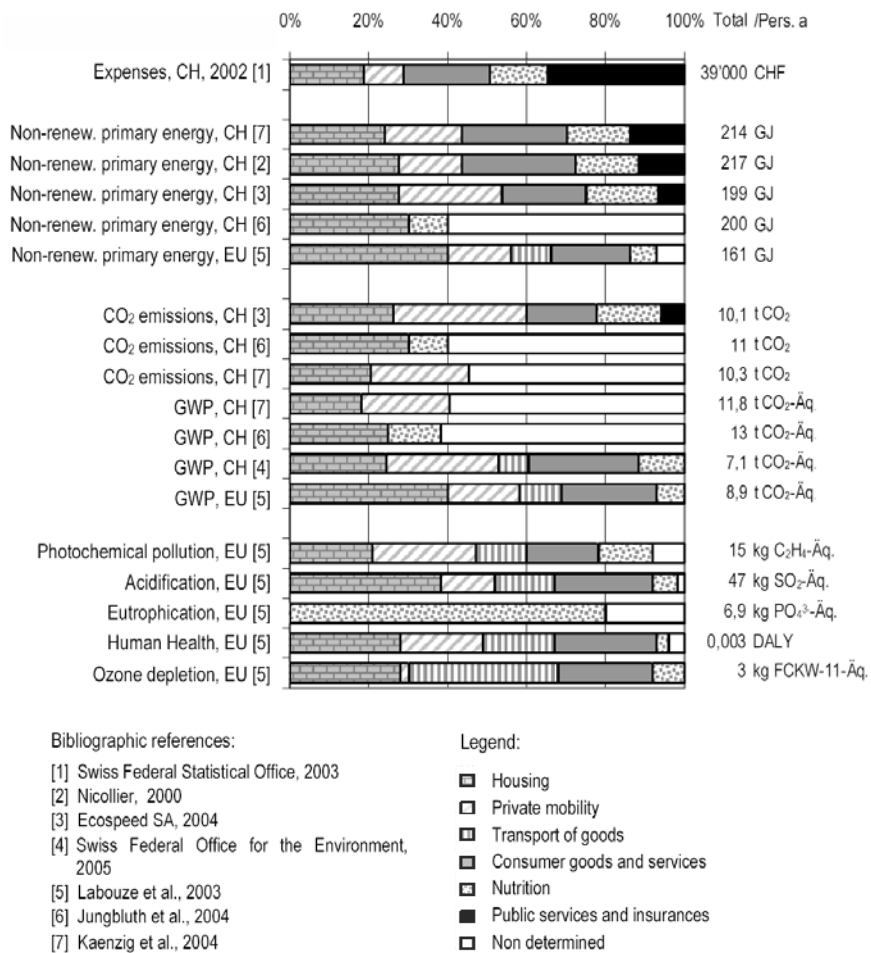 0% 20% 40% 60% 80% 100% Total /Pers. a
Expenses, CH, 2002 [1] 39'000 CHF
Non-renew. primary energy, CH [7] 214 GJ
Non-renew. primary energy, CH [2] 217 GJ
Non-renew. primary energy, CH [3] 199 GJ
Non-renew. primary energy, CH [6] 200 GJ
Non-renew. primary energy, EU [5] 161 GJ
CO₂ emissions, CH [3] 10,1 t CO₂
CO₂ emissions, CH [6] 11 t CO₂
CO₂ emissions, CH [7] 10,3 t CO₂
GWP, CH [7] 11,8 t CO₂-Äq.
GWP, CH [6] 13 t CO₂-Äq.
GWP, CH [4] 7,1 t CO₂-Äq.
GWP, EU [5] 8,9 t CO₂-Äq.
Photochemical pollution, EU [5] 15 kg C₂H₄-Äq.
Acidification, EU [5] 47 kg SO₂-Äq.
Eutrophication, EU [5] 6,9 kg PO₄³-Äq.
Human Health, EU [5] 0,003 DALY
Ozone depletion, EU [5] 3 kg FCKW-11-Äq.
Bibliographic references:
[1] Swiss Federal Statistical Office, 2003
[2] Nicollier, 2000
[3] Ecospeed SA, 2004
[4] Swiss Federal Office for the Environment,
2005
[5] Labouze et al., 2003
[6] Jungbluth et al., 2004
[7] Kaenzig et al., 2004
Legend:
Housing
Private mobility
Transport of goods
Consumer goods and services
Nutrition
Public services and insurances
Non determined